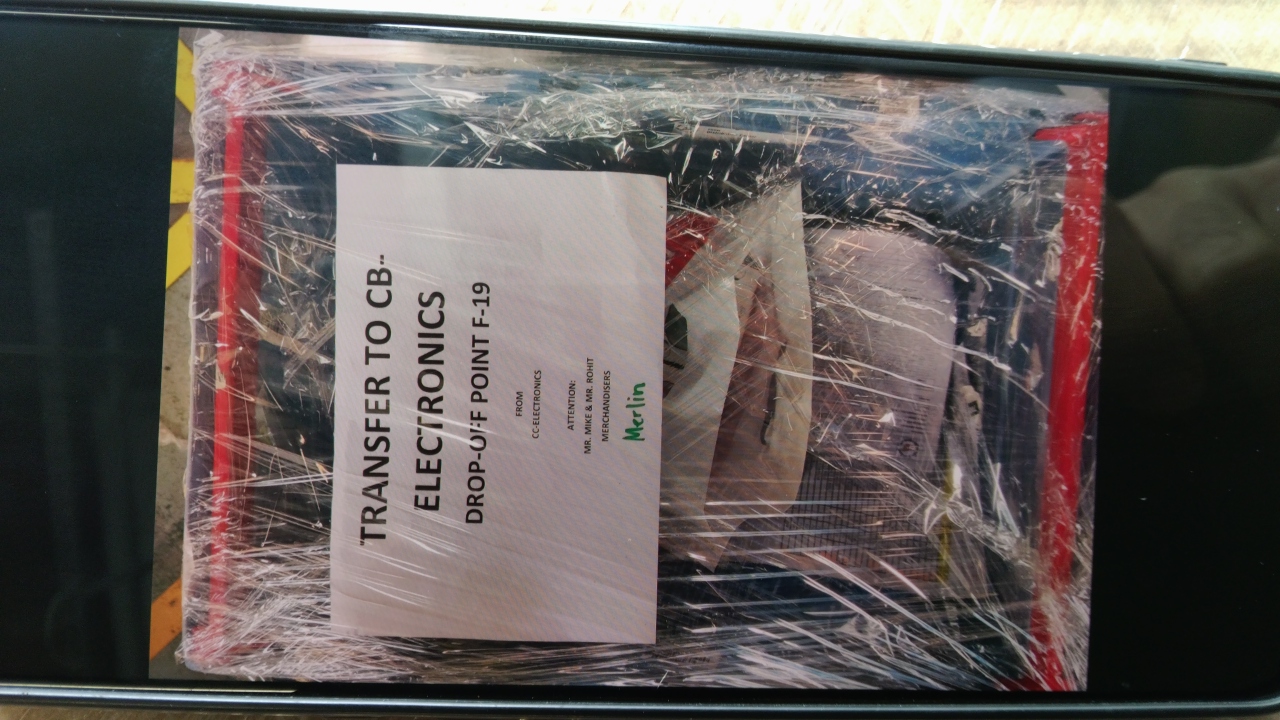 "TRANSFER TO CB-
ELECTRONICS
DROP-OFF POINT F-19
FROM
CC-ELECTRONICS
ATTENTION:
MR. MIKE & MR. ROHIT
MERCHANDISERS
Merlin